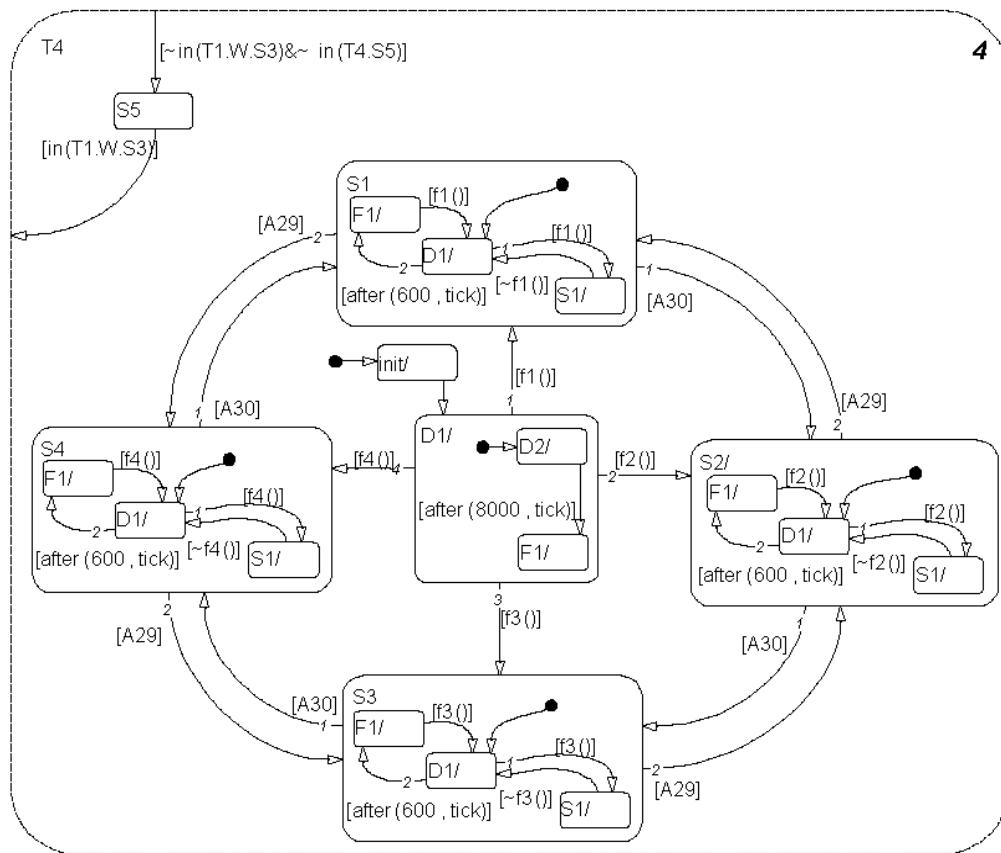 T4
[~in(T1.W.S3)&~ in(T4.S5)]
4
S5
[in(T1.W.S3)]
S1
[f1()]
F1/
[A29]
2
D1/
1
[f1()]
2
[~f1()]
S1/
[after(600 , tick)]
1
[A30]
init/
[f1()]
1
[A30]
1
D1/
D2/
[A29]
2
S4
[f4()]
F1/
[f4()]
4
[f2()]
2
S2/
[f2()]
F1/
D1/
1
[f4()]
2
[~f4()]
S1/
[after(600 , tick)]
[after(8000 , tick)]
F1/
D1/
1
[f2()]
2
[~f2()]
S1/
[after(600 , tick)]
2
[A29]
3
[f3()]
1
[A30]
S3
[f3()]
F1/
[A30]
1
D1/
1
[f3()]
2
[~f3()]
S1/
[after(600 , tick)]
2
[A29]